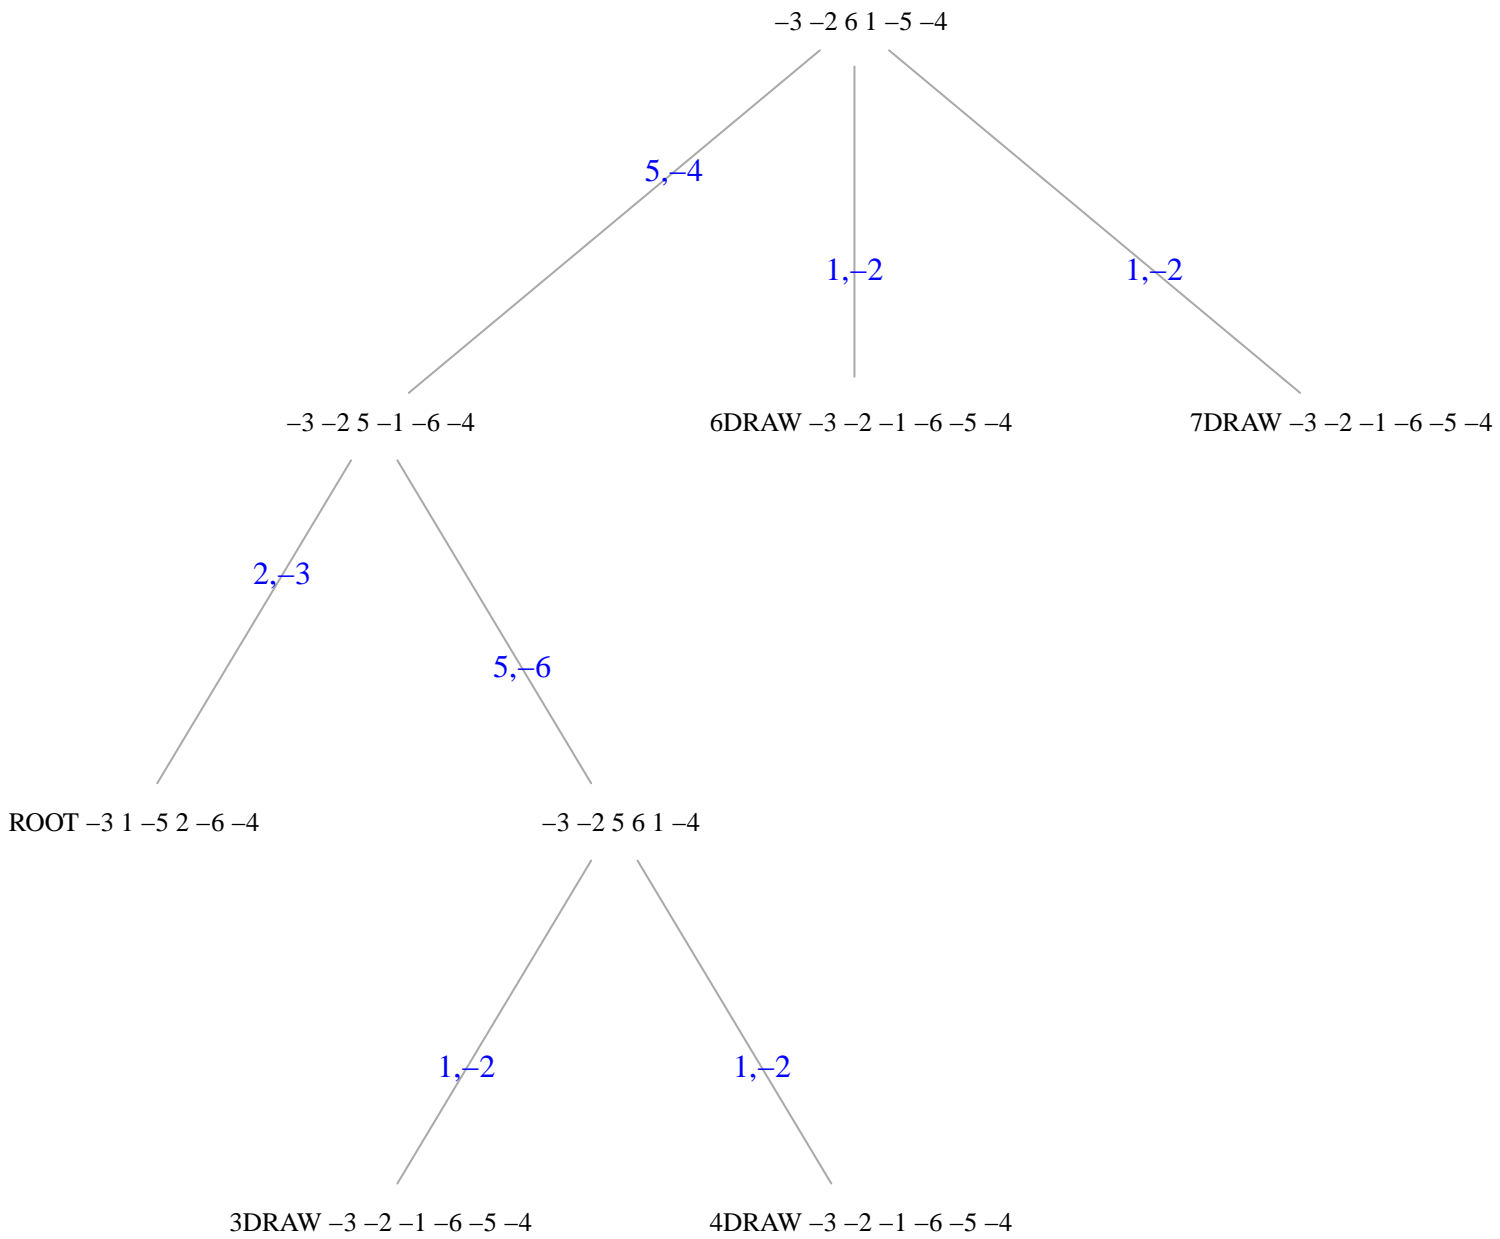 –3 –2 6 1 –5 –4
5,–4
1,–2
1,–2
–3 –2 5 –1 –6 –4
6DRAW –3 –2 –1 –6 –5 –4
7DRAW –3 –2 –1 –6 –5 –4
2,–3
5,–6
ROOT –3 1 –5 2 –6 –4
–3 –2 5 6 1 –4
1,–2
1,–2
3DRAW –3 –2 –1 –6 –5 –4
4DRAW –3 –2 –1 –6 –5 –4